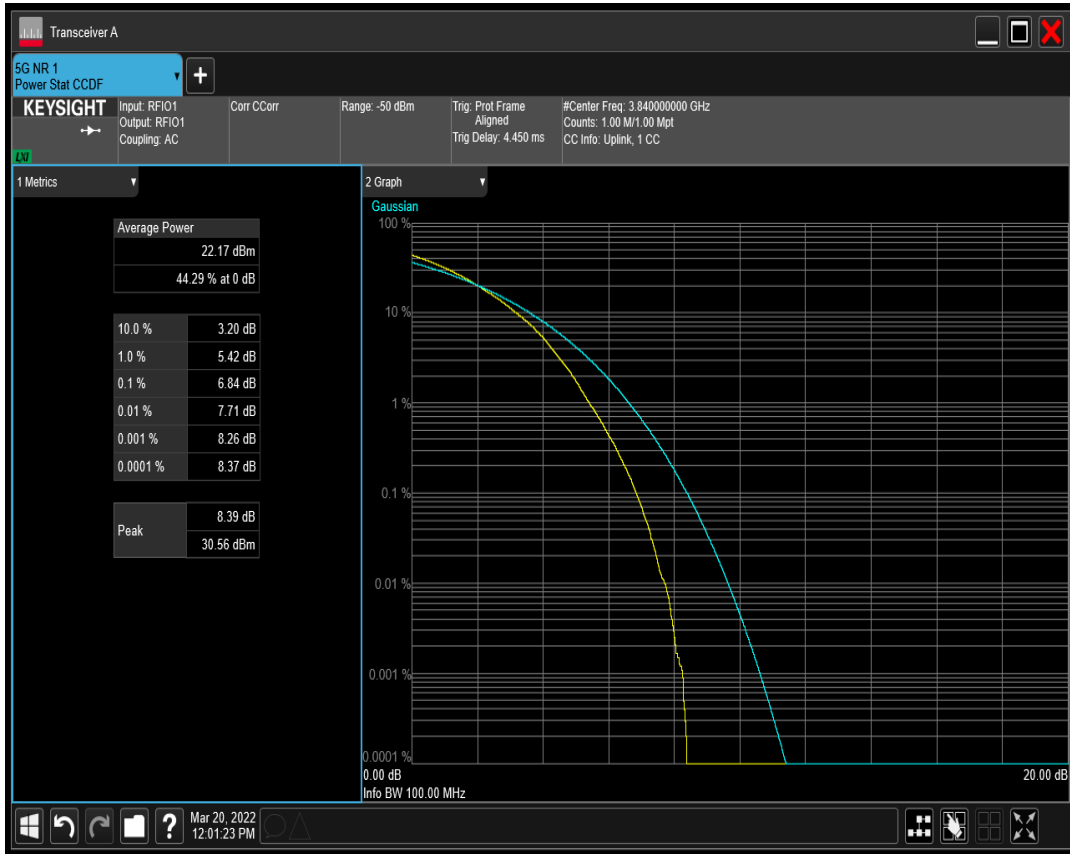 Transceiver A
5G NR 1
Power Stat CCDF
+
KEYSIGHT
LXI
Input: RFIO1
Output: RFIO1
Coupling: AC
Corr CCorr
Range: -50 dBm
Trig: Prot Frame
Aligned
Trig Delay: 4.450 ms
#Center Freq: 3.840000000 GHz
Counts: 1.00 M/1.00 Mpt
CC Info: Uplink, 1 CC
1 Metrics
Average Power
22.17 dBm
44.29 % at 0 dB
10.0 % 3.20 dB
1.0 % 5.42 dB
0.1 % 6.84 dB
0.01 % 7.71 dB
0.001 % 8.26 dB
0.0001 % 8.37 dB
Peak 8.39 dB
30.56 dBm
2 Graph
Gaussian
100 %
10 %
1 %
0.1 %
0.01 %
0.001 %
0.0001 %
0.00 dB 20.00 dB
Info BW 100.00 MHz
?
Mar 20, 2022
12:01:23 PM